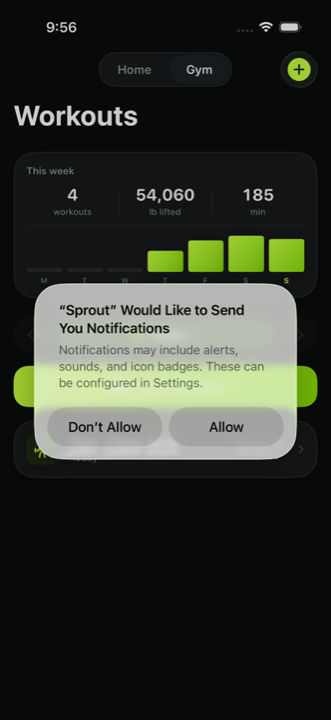 9:56
Home
Gym
Workouts
This week
4
54,060
185
workouts
lb lifted
min
M T W T F S S
“Sprout” Would Like to Send
You Notifications
Notifications may include alerts,
sounds, and icon badges. These can
be configured in Settings.
Don’t Allow
Allow